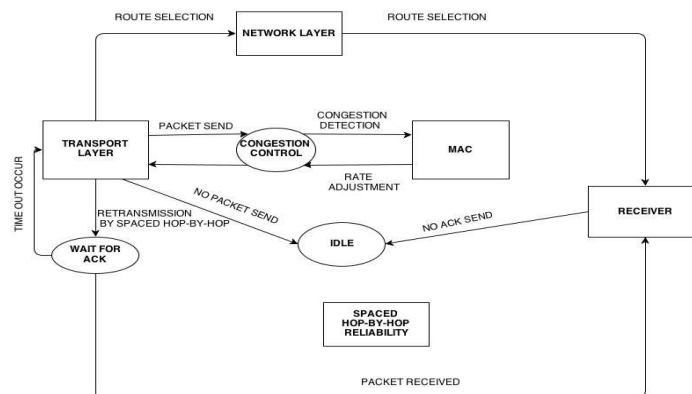 ROUTE SELECTION
ROUTE SELECTION
NETWORK LAYER
PACKET SEND
CONGESTION
DETECTION
TRANSPORT
LAYER
CONGESTION
CONTROL
MAC
RATE
ADJUSTMENT
TIME OUT OCCUR
NO PACKET SEND
RETRANSMISSION
BY SPACED HOP-BY-HOP
RECEIVER
NO ACK SEND
WAIT FOR
ACK
IDLE
SPACED
HOP-BY-HOP
RELIABILITY
PACKET RECEIVED